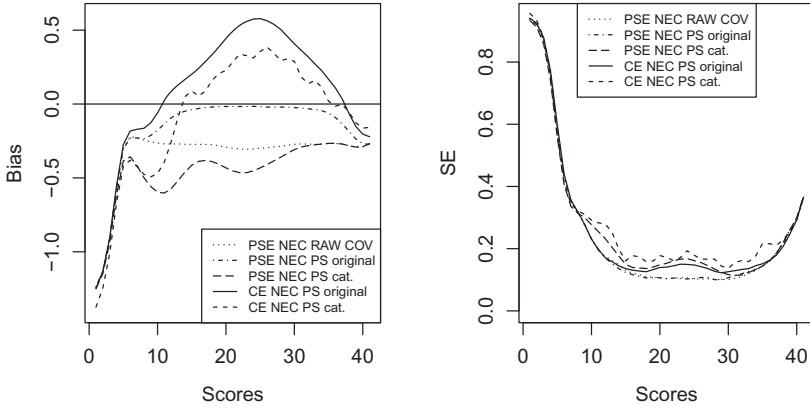 0.5
0.0
−0.5
−1.0
Bias
PSE NEC RAW COV
PSE NEC PS original
PSE NEC PS cat.
CE NEC PS original
CE NEC PS cat.
0 10 20 30 40
Scores
0.8
0.6
0.4
0.2
0.0
SE
PSE NEC RAW COV
PSE NEC PS original
PSE NEC PS cat.
CE NEC PS original
CE NEC PS cat.
0 10 20 30 40
Scores